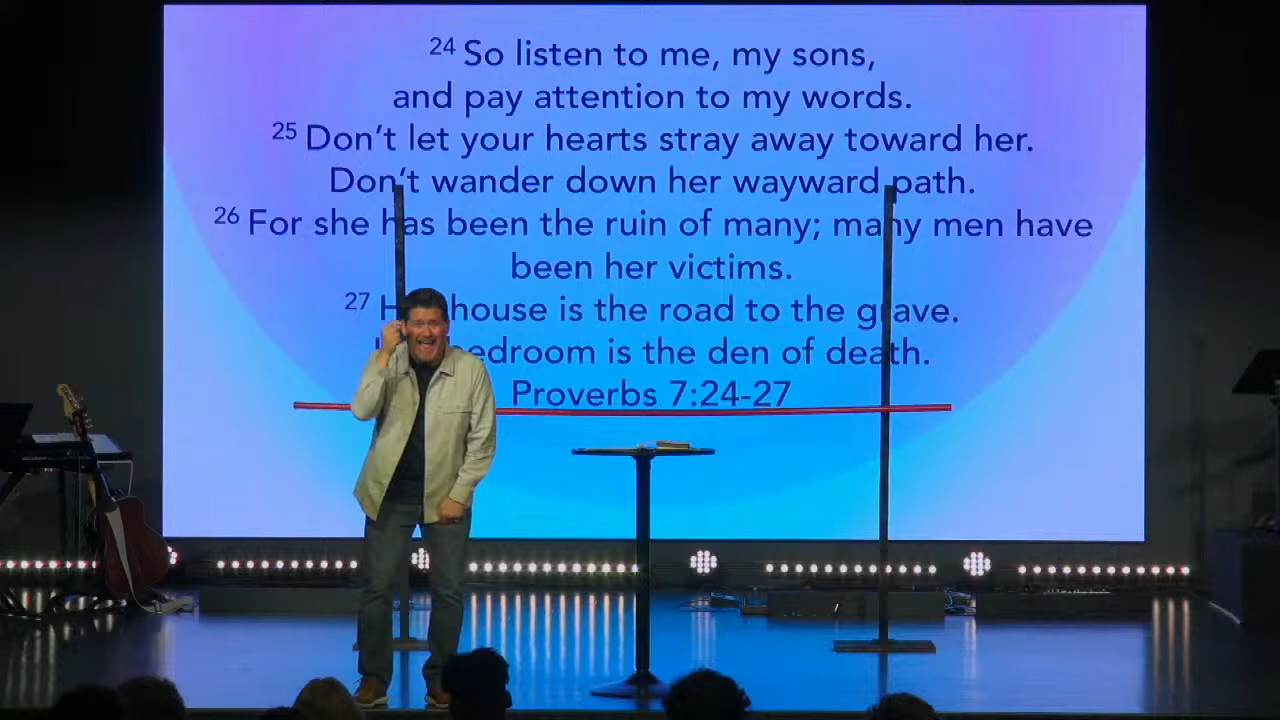 24 So listen to me, my sons,
and pay attention to my words.
25 Don't let your hearts stray away toward her.
Don't wander down her wayward path.
26 For she has been the ruin of many; many men have
been her victims.
27 house is the road to the grave.
bedroom is the den of death.
Proverbs 7:24-27